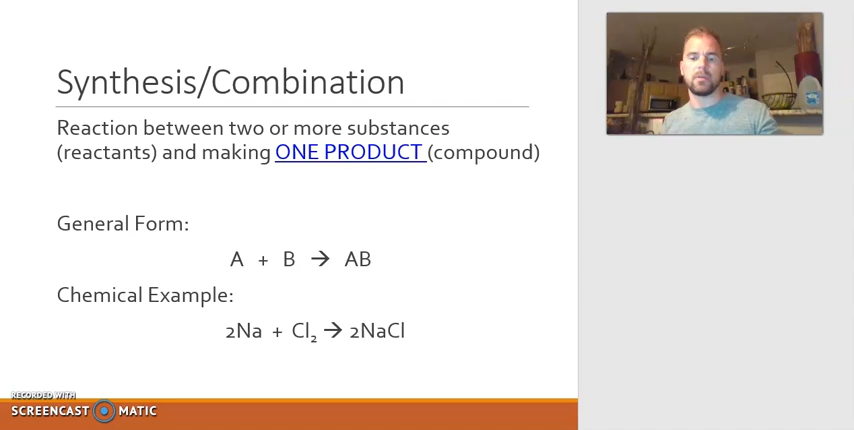 Synthesis/Combination
Reaction between two or more substances
(reactants) and making ONE PRODUCT (compound)
General Form:
A + B → AB
Chemical Example:
2Na + Cl₂ → 2NaCl
RECORDED WITH
SCREENCAST MATIC